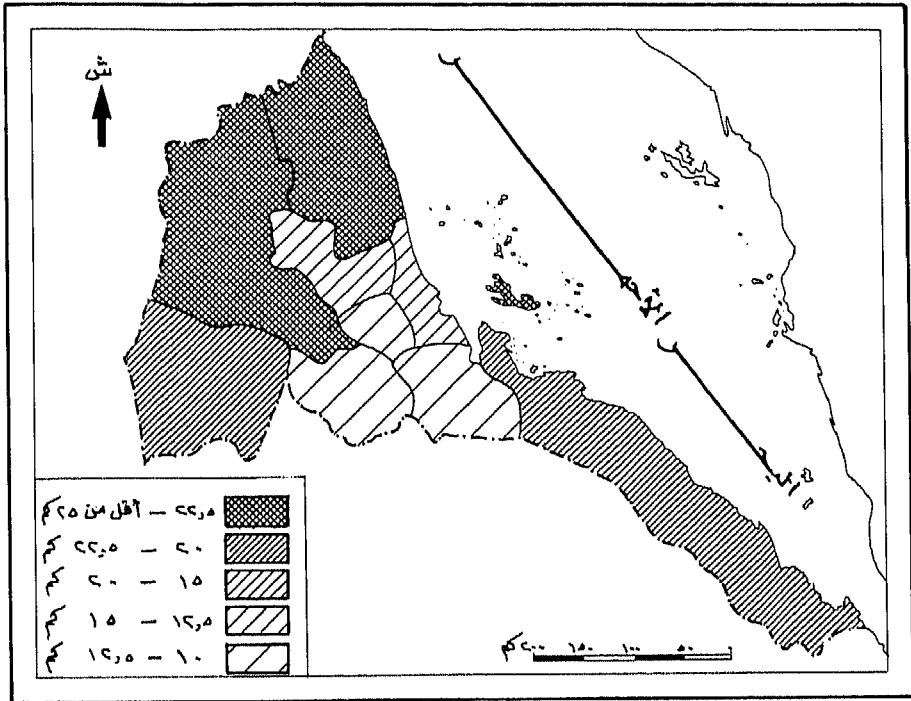 البحر
الأحمر
٢٢,٥ — أقل من ٢٥ كم
٢٠ — ٢٢,٥ كم
١٥ — ٢٠ كم
١٢,٥ — ١٥ كم
١٠ — ١٢,٥ كم
٥٠ ١٠٠ ١٥٠ ٢٠٠ كم